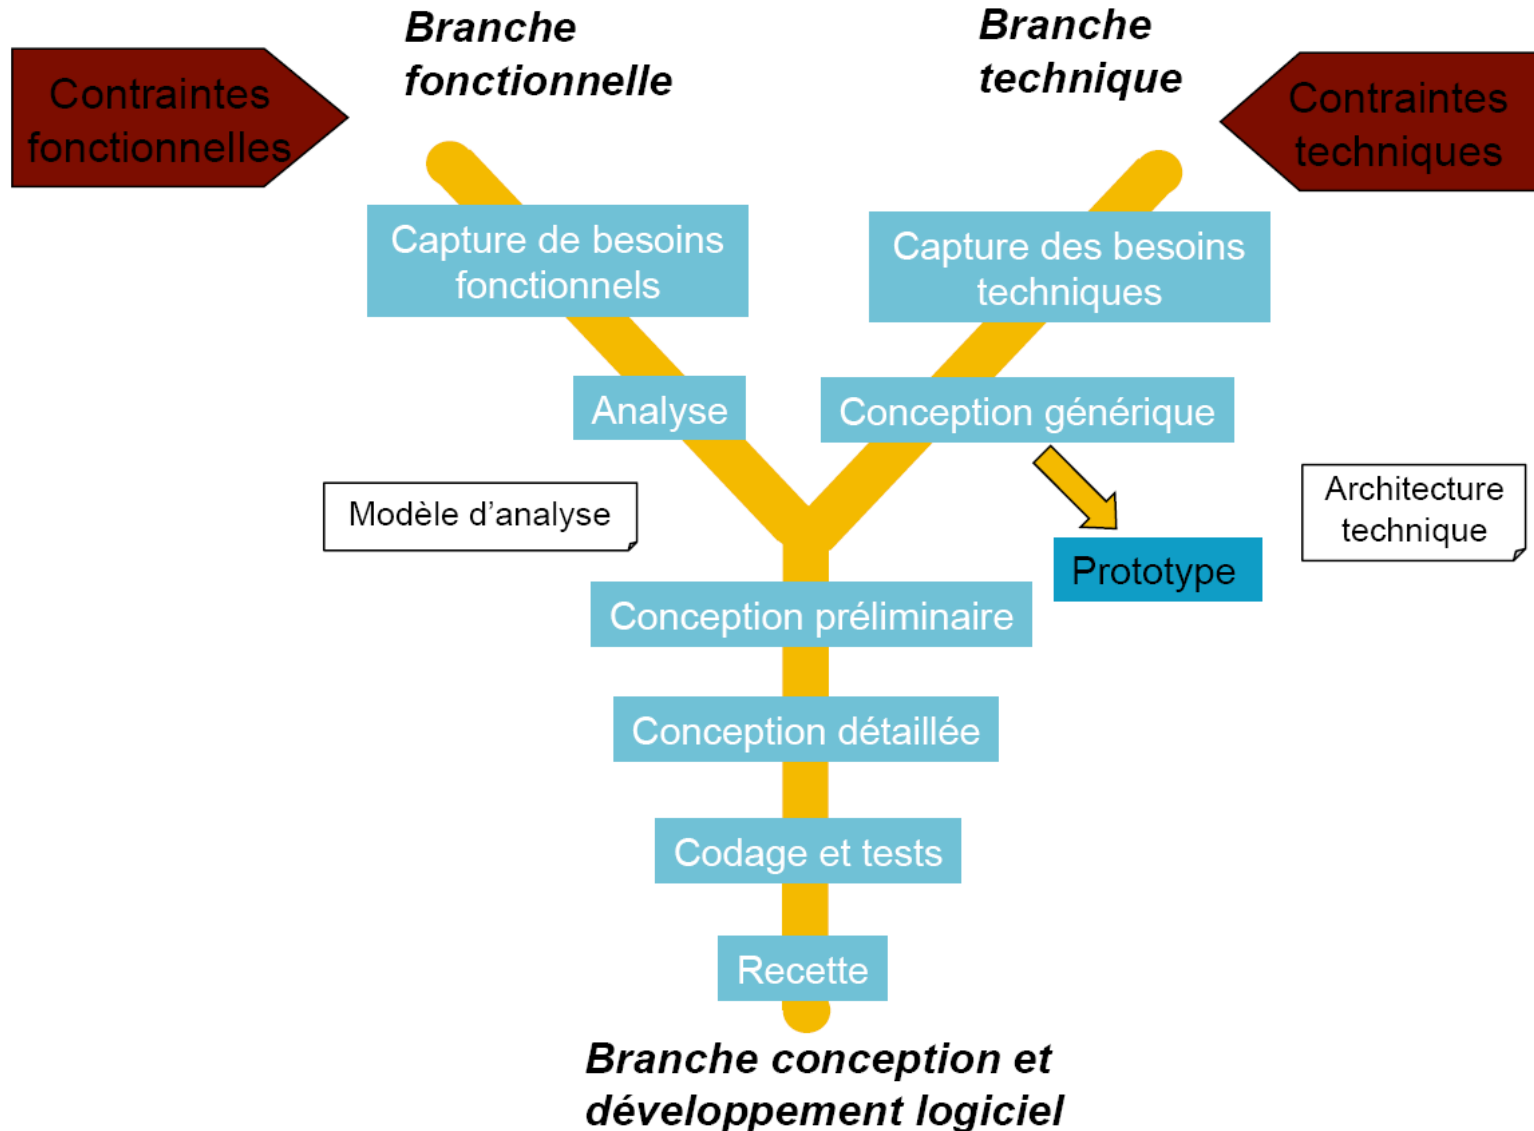 Branche
fonctionnelle
Branche
technique
Contraintes
fonctionnelles
Contraintes
techniques
Capture de besoins
fonctionnels
Capture des besoins
techniques
Analyse
Conception générique
Modèle d'analyse
Architecture
technique
Prototype
Conception préliminaire
Conception détaillée
Codage et tests
Recette
Branche conception et
développement logiciel